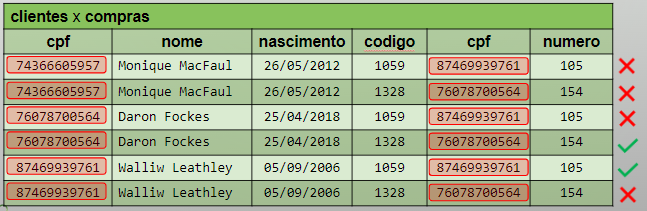 clientes x compras
cpf nome nascimento codigo cpf numero
74366605957 Monique MacFaul 26/05/2012 1059 87469939761 105
74366605957 Monique MacFaul 26/05/2012 1328 76078700564 154
76078700564 Daron Fockes 25/04/2018 1059 87469939761 105
76078700564 Daron Fockes 25/04/2018 1328 76078700564 154
87469939761 Walliw Leathley 05/09/2006 1059 87469939761 105
87469939761 Walliw Leathley 05/09/2006 1328 76078700564 154